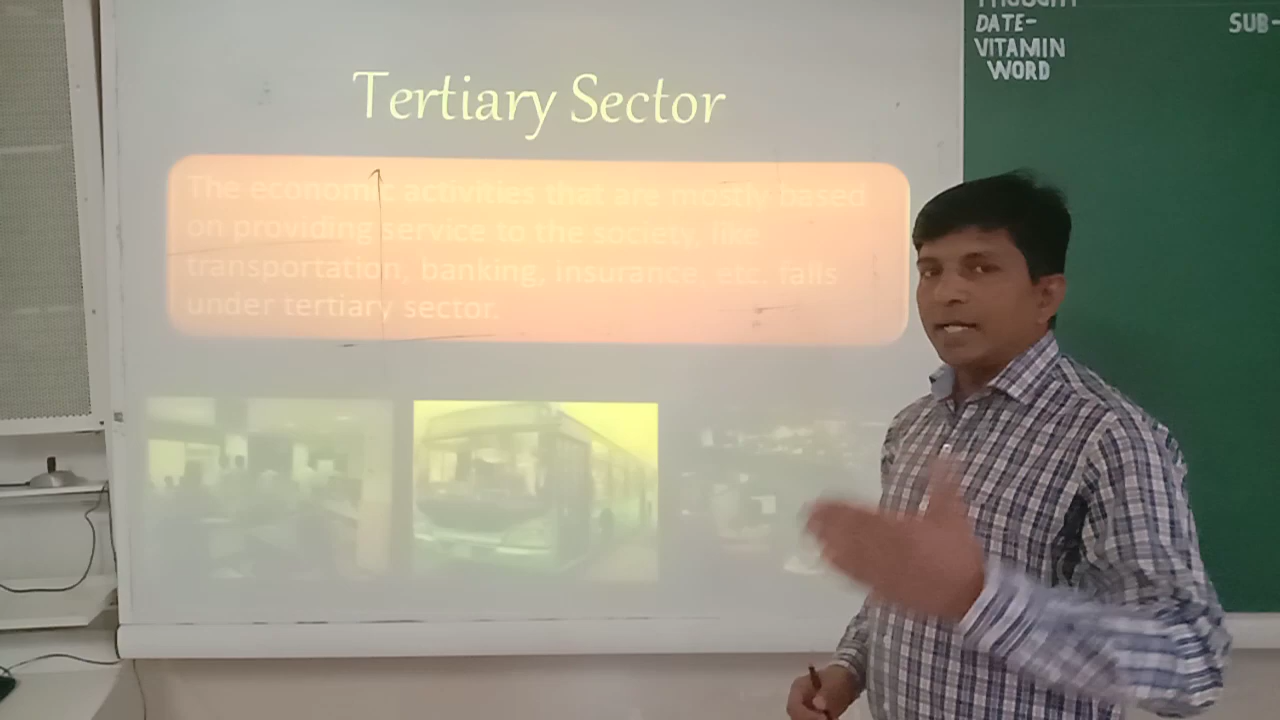 Tertiary Sector
The economic activities that are mostly based
on providing service to the society, like
transportation, banking, insurance, etc. falls
under tertiary sector.
THOUGHT
DATE-
VITAMIN
WORD
SUB-